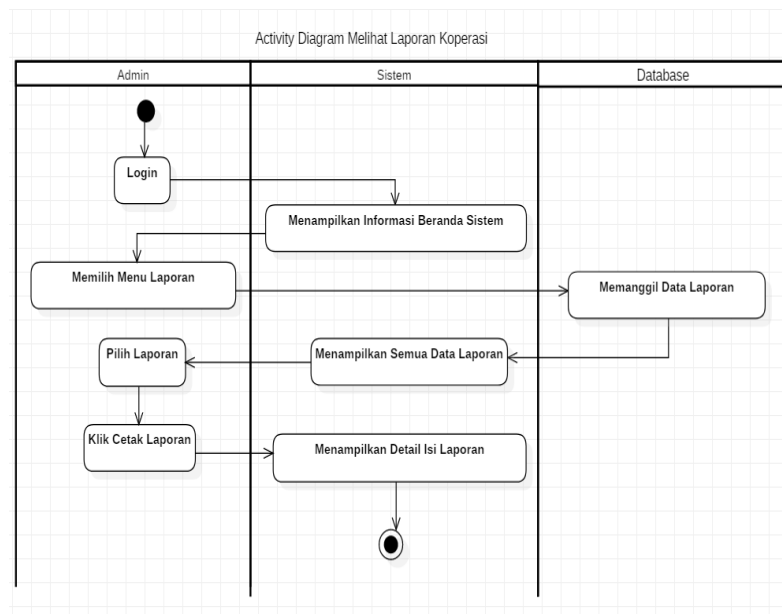 Activity Diagram Melihat Laporan Koperasi
Admin
Sistem
Database
Login
Menampilkan Informasi Beranda Sistem
Memilih Menu Laporan
Memanggil Data Laporan
Menampilkan Semua Data Laporan
Pilih Laporan
Klik Cetak Laporan
Menampilkan Detail Isi Laporan